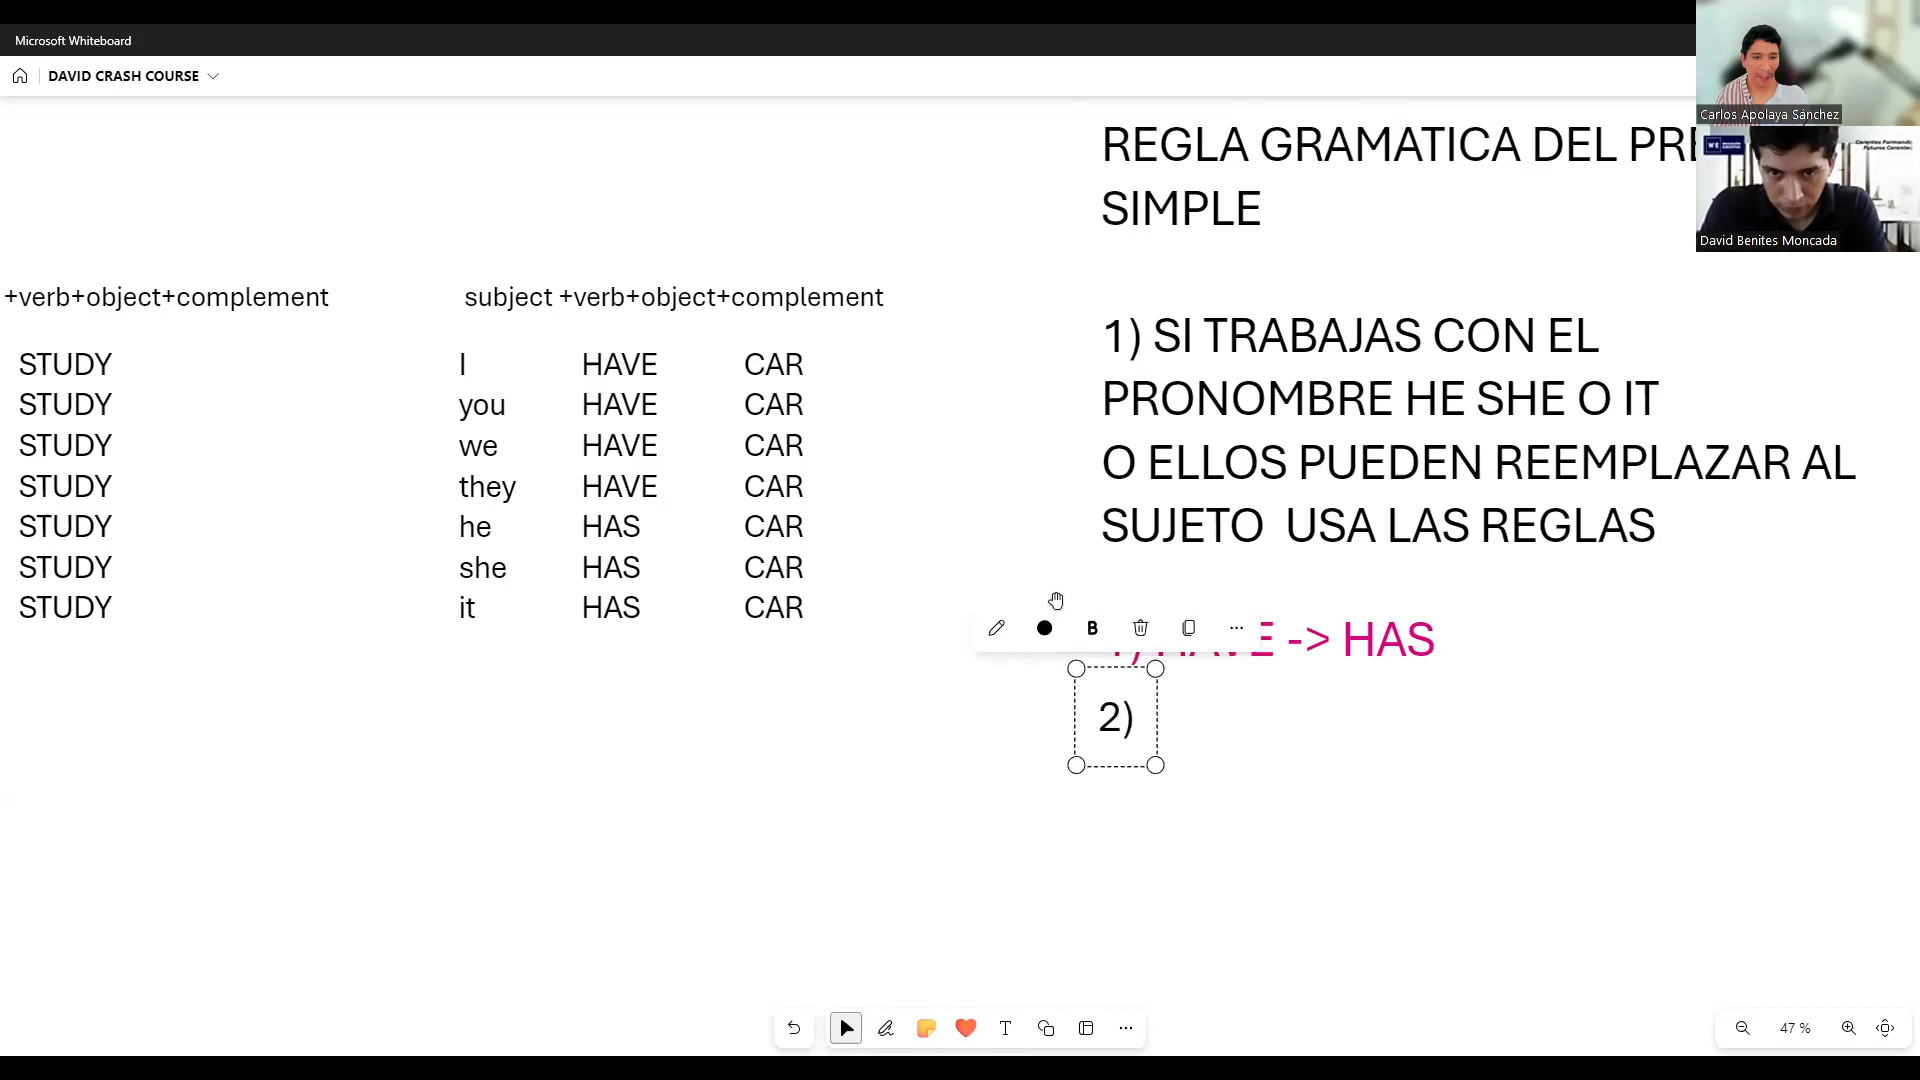 Microsoft Whiteboard
DAVID CRASH COURSE
Carlos Apolaya Sánchez
David Benites Moncada
REGLA GRAMATICA DEL PRE
SIMPLE
+verb+object+complement
subject +verb+object+complement
1) SI TRABAJAS CON EL
PRONOMBRE HE SHE O IT
O ELLOS PUEDEN REEMPLAZAR AL
SUJETO USA LAS REGLAS
STUDY I HAVE CAR
STUDY you HAVE CAR
STUDY we HAVE CAR
STUDY they HAVE CAR
STUDY he HAS CAR
STUDY she HAS CAR
STUDY it HAS CAR
B
1) HAVE -> HAS
2)
47 %